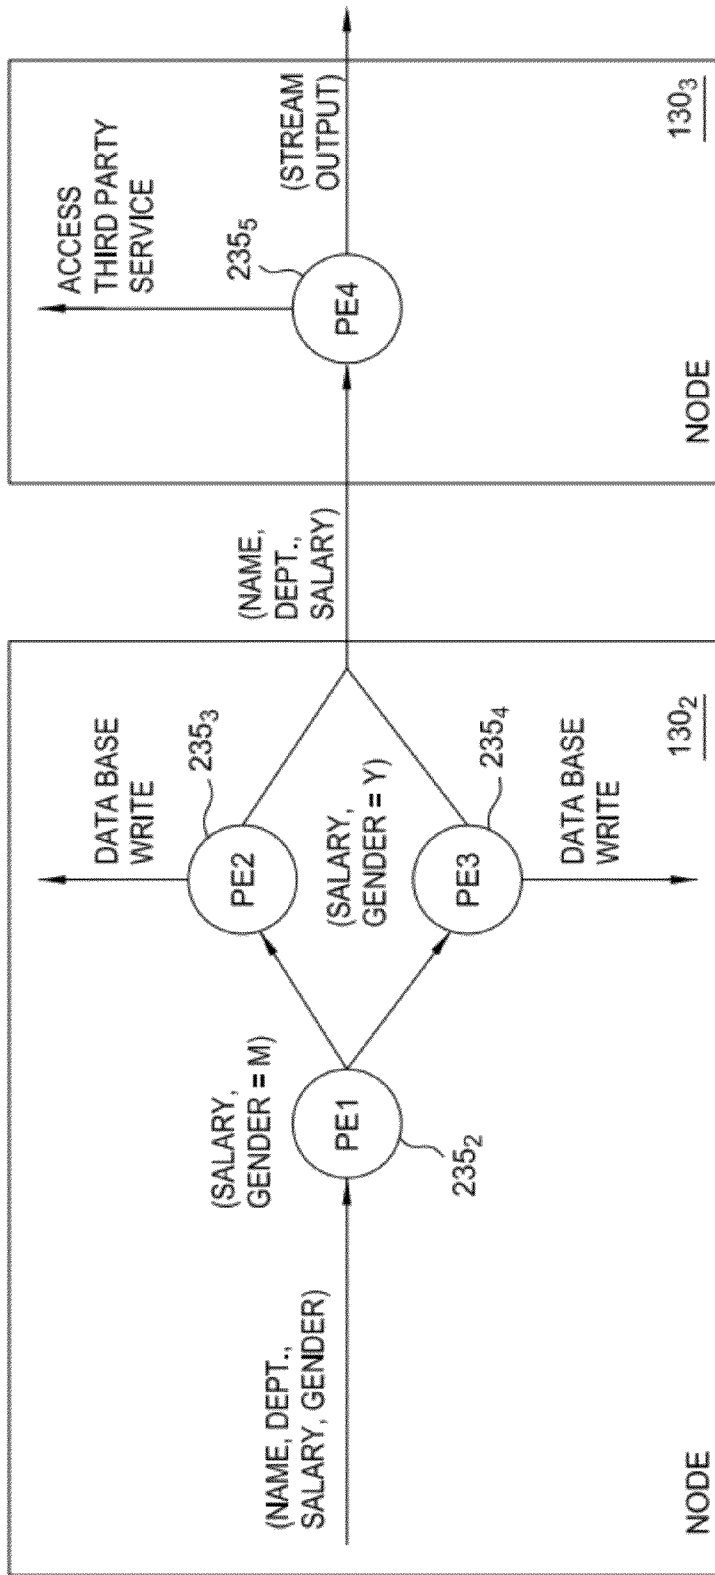 (NAME, DEPT.,
SALARY, GENDER)
(SALARY,
GENDER = M)
PE1
235₂
DATA BASE
WRITE
PE2
235₃
(SALARY,
GENDER = Y)
PE3
235₄
DATA BASE
WRITE
NODE
130₂
(NAME,
DEPT.,
SALARY)
ACCESS
THIRD PARTY
SERVICE
235₅
PE4
(STREAM
OUTPUT)
NODE
130₃